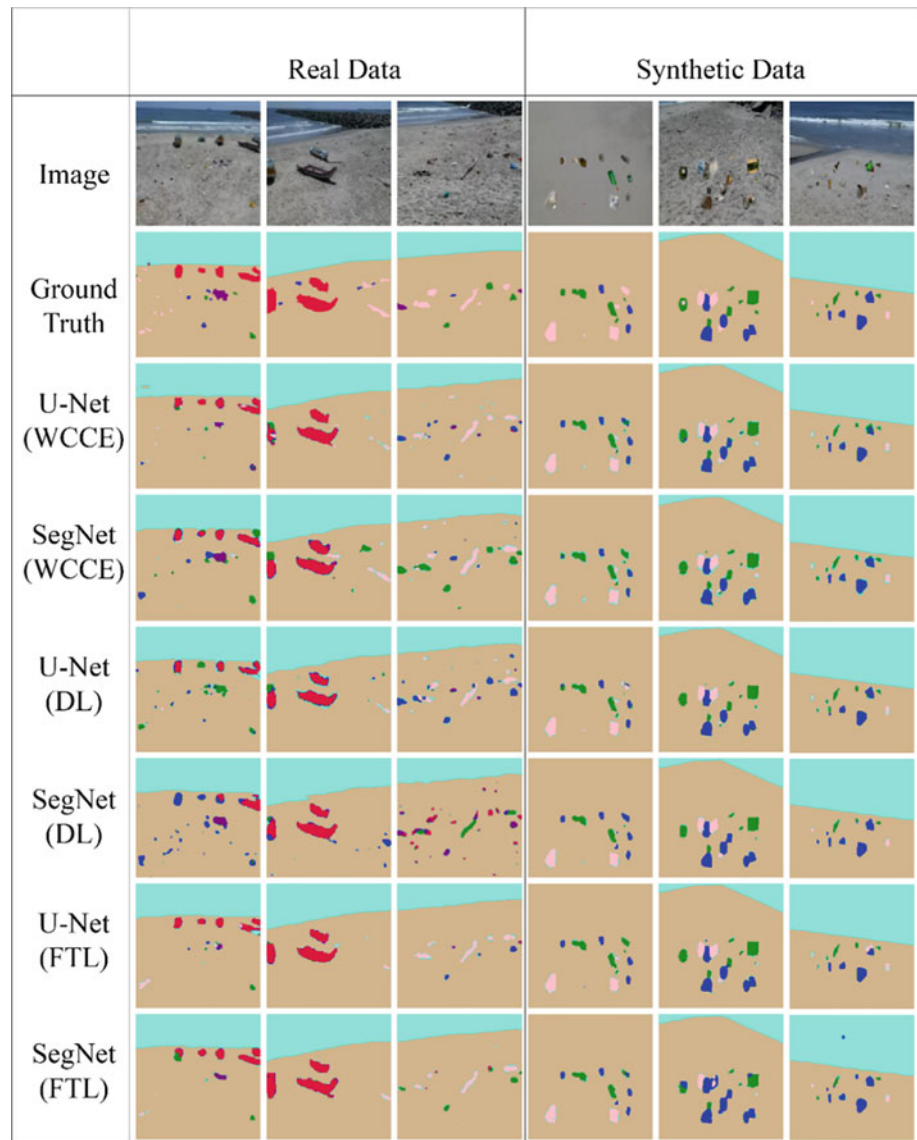 Real Data
Synthetic Data
Image
Ground
Truth
U-Net
(WCCE)
SegNet
(WCCE)
U-Net
(DL)
SegNet
(DL)
U-Net
(FTL)
SegNet
(FTL)